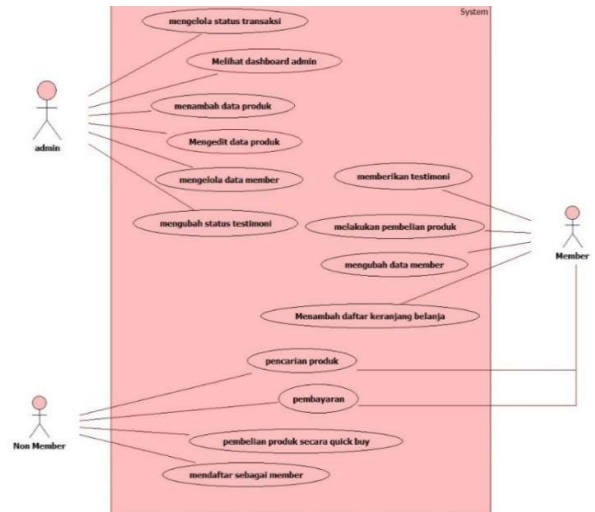 System
mengelola status transaksi
Melihat dashboard admin
menambah data produk
admin
Mengedit data produk
mengelola data member
memberikan testimoni
mengubah status testimoni
melakukan pembelian produk
Member
mengubah data member
Menambah daftar keranjang belanja
pencarian produk
pembayaran
Non Member
pembelian produk secara quick buy
mendaftar sebagai member